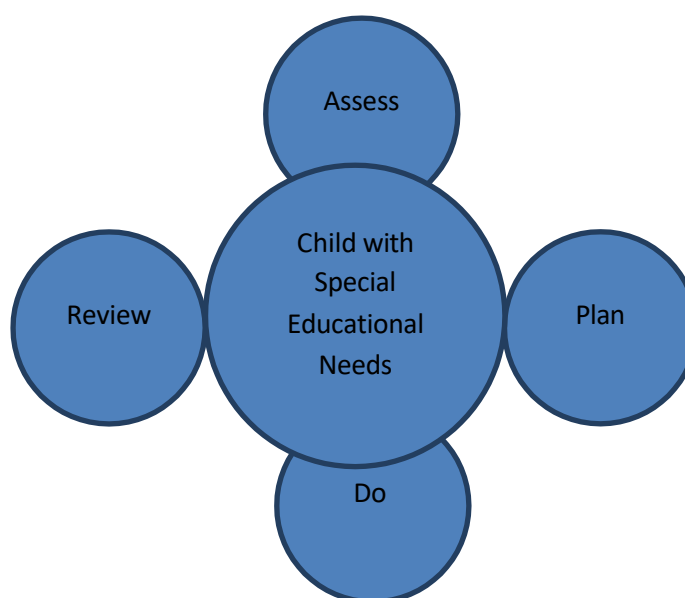 Assess
Child with
Special
Educational
Needs
Review
Plan
Do